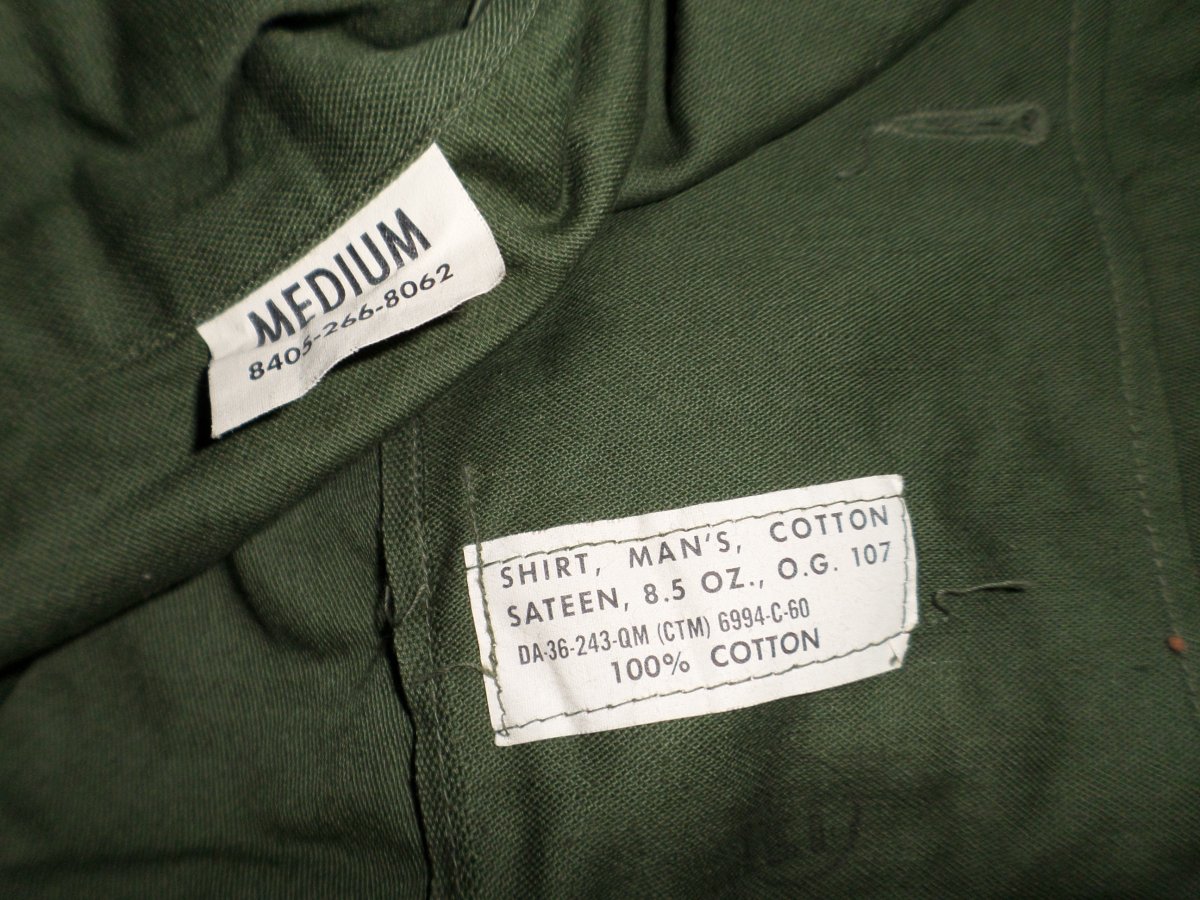 MEDIUM
8405-266-8062
SHIRT, MAN'S, COTTON
SATEEN, 8.5 OZ., O.G. 107
DA-36-243-QM (CTM) 6994-C-60
100% COTTON